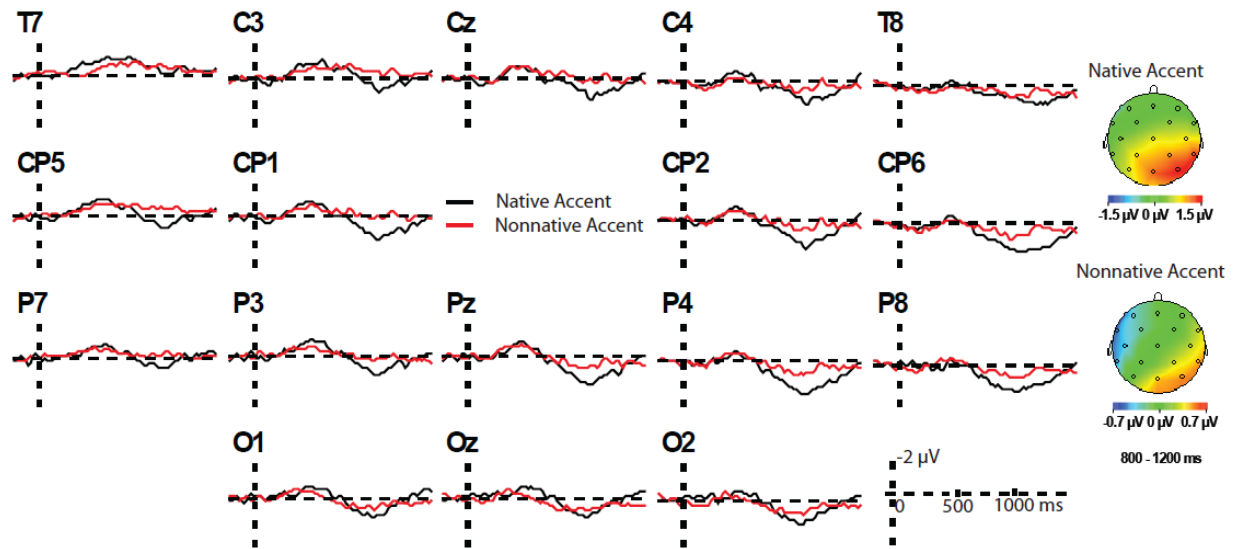 T7 C3 Cz C4 T8
Native Accent
-1.5 µV 0 µV 1.5 µV
CP5 CP1 CP2 CP6
Native Accent
Nonnative Accent
Nonnative Accent
P7 P3 Pz P4 P8
-0.7 µV 0 µV 0.7 µV
800 - 1200 ms
O1 Oz O2
-2 µV
0 500 1000 ms